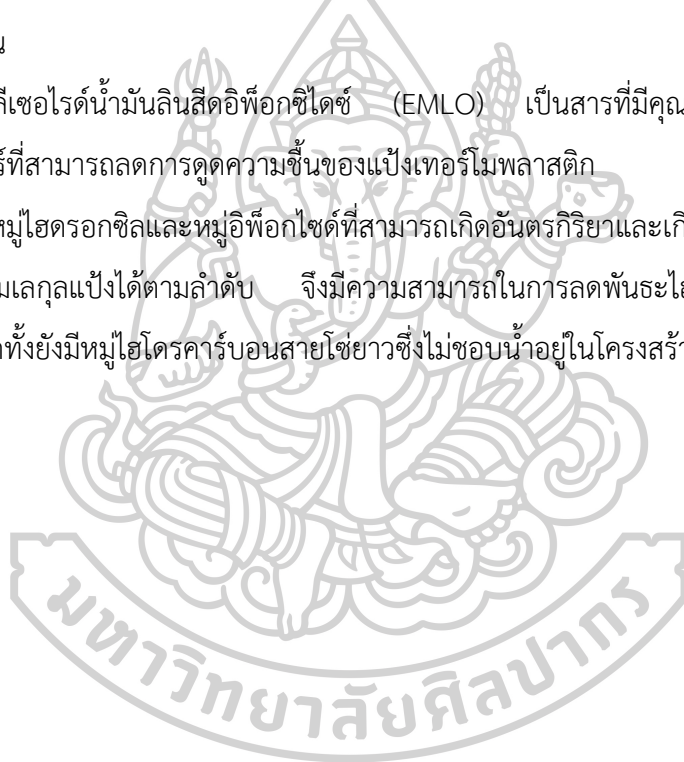 น
ลีเซอไรด์น้ำมันลินสีดอิพ็อกซิไดซ์ (EMLO) เป็นสารที่มีคุณ
ร์ที่สามารถลดการดูดความชื้นของแป้งเทอร์โมพลาสติก
หมู่ไฮดรอกซิลและหมู่อิพ็อกไซด์ที่สามารถเกิดอันตรกิริยาและเกิ
มเลกุลแป้งได้ตามลำดับ จึงมีความสามารถในการลดพันธะไฮ
กทั้งยังมีหมู่ไฮโดรคาร์บอนสายโซ่ยาวซึ่งไม่ชอบน้ำอยู่ในโครงสร้า
มหาวิทยาลัยศิลปากร